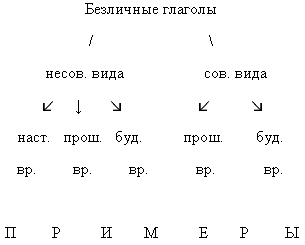 Безличные глаголы
/ \
несов. вида сов. вида
↙ ↓ ↘ ↙ ↘
наст. прош. буд. прош. буд.
вр. вр. вр. вр. вр.
П Р И М Е Р Ы